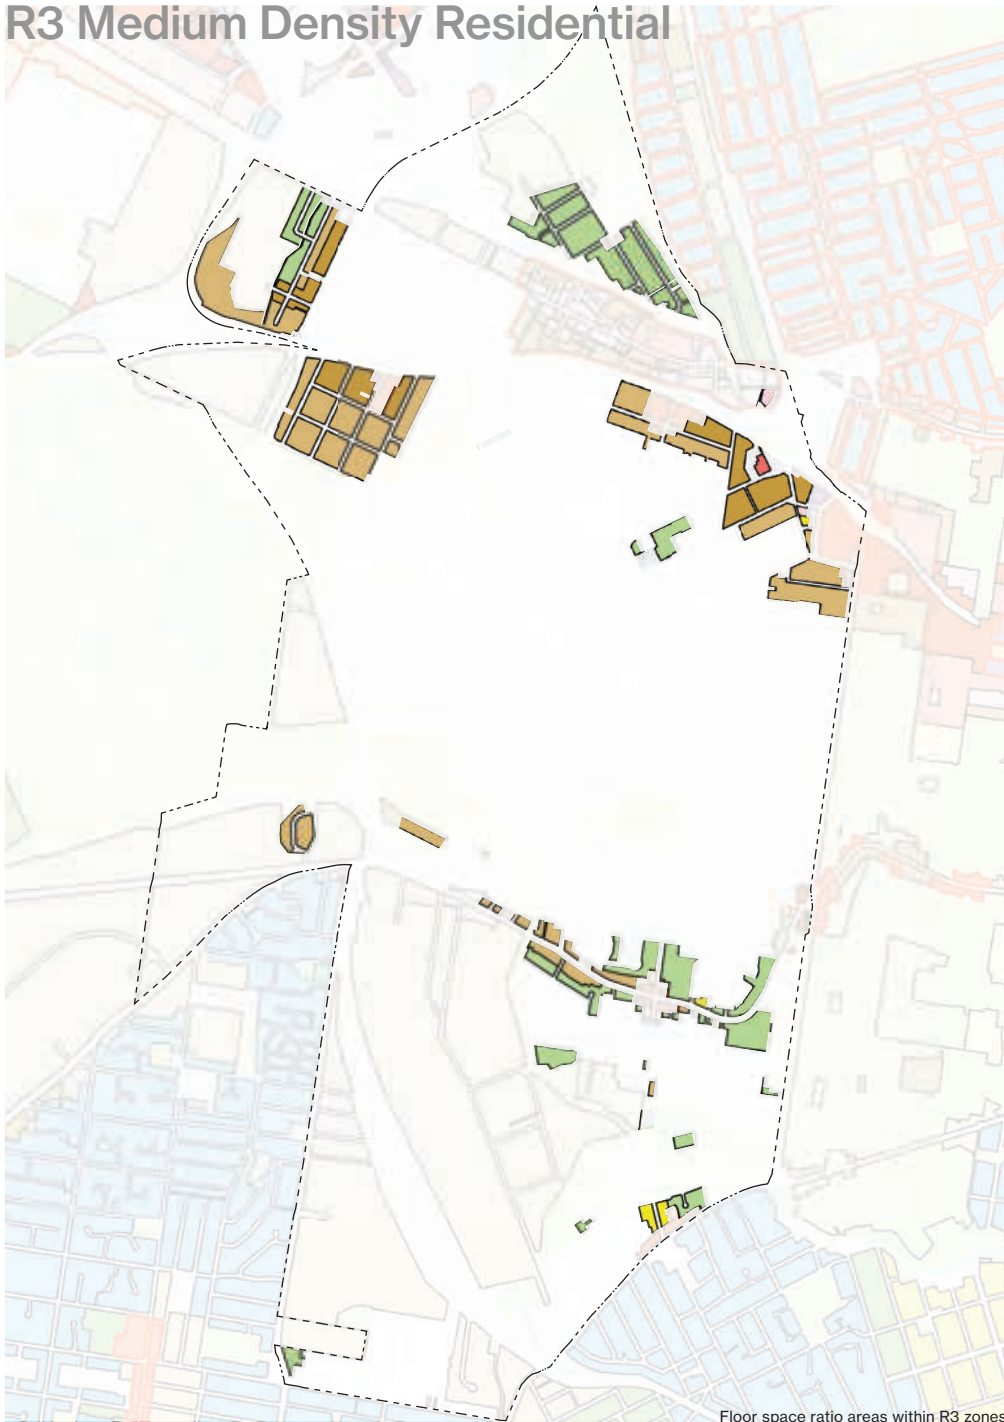 R3 Medium Density Residential
Floor space ratio areas within R3 zones